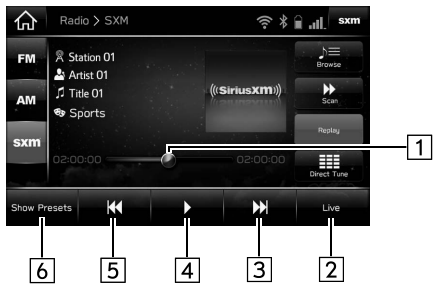 Radio > SXM
sxm
FM
AM
sxm
Station 01
Artist 01
Title 01
Sports
((SiriusXM))
Browse
Scan
Replay
Direct Tune
02:00:00
02:00:00
1
Show Presets
Live
6
5
4
3
2